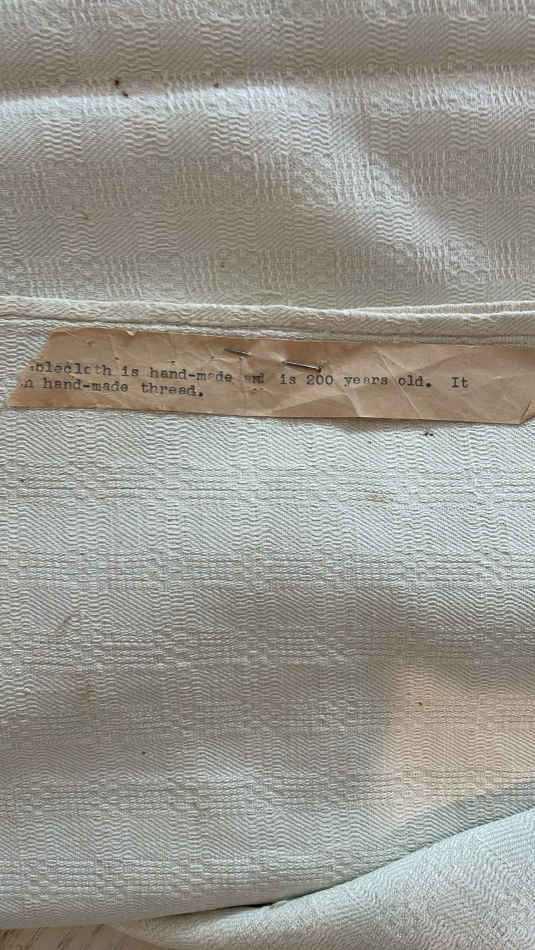 blecloth is hand-made and is 200 years old. It
n hand-made thread.